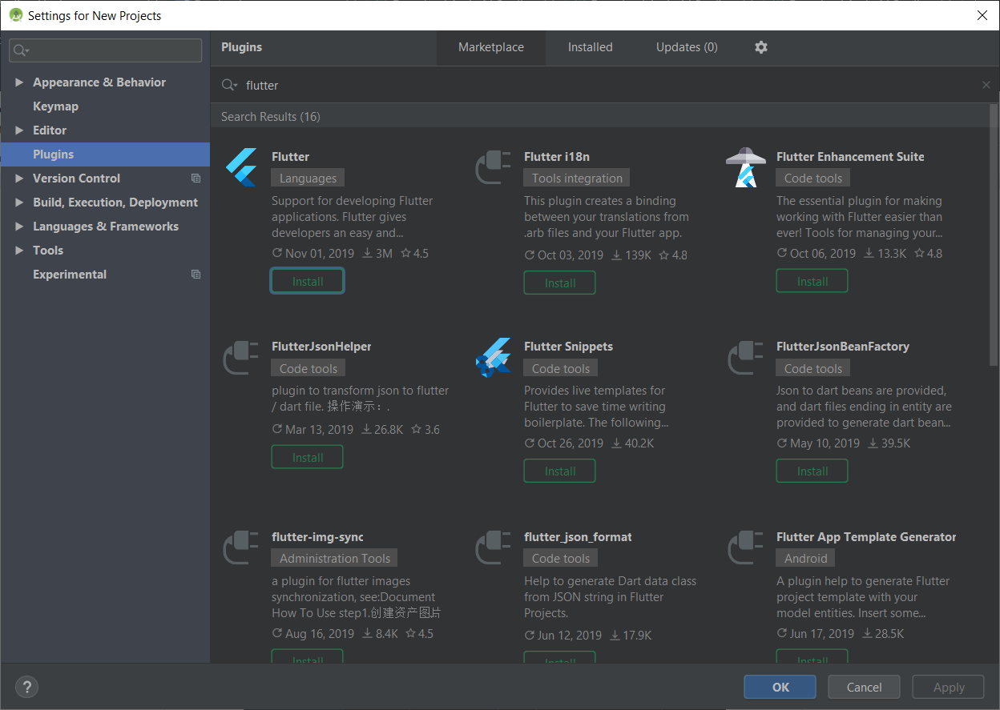 Settings for New Projects
Appearance & Behavior
Keymap
Editor
Plugins
Version Control
Build, Execution, Deployment
Languages & Frameworks
Tools
Experimental
Plugins
Marketplace
Installed
Updates (0)
flutter
Search Results (16)
Flutter
Languages
Support for developing Flutter
applications. Flutter gives
developers an easy and...
Nov 01, 2019 3M 4.5
Install
Flutter i18n
Tools integration
This plugin creates a binding
between your translations from
.arb files and your Flutter app.
Oct 03, 2019 139K 4.8
Install
Flutter Enhancement Suite
Code tools
The essential plugin for making
working with Flutter easier than
ever! Tools for managing your...
Oct 06, 2019 13.3K 4.8
Install
FlutterJsonHelper
Code tools
plugin to transform json to flutter
/ dart file. 操作演示：.
Mar 13, 2019 26.8K 3.6
Install
Flutter Snippets
Code tools
Provides live templates for
Flutter to save time writing
boilerplate. The following...
Oct 26, 2019 40.2K
Install
FlutterJsonBeanFactory
Code tools
Json to dart beans are provided,
and dart files ending in entity are
provided to generate dart bean...
May 10, 2019 39.5K
Install
flutter-img-sync
Administration Tools
a plugin for flutter images
synchronization, see:Document
How To Use step1.创建资产图片
Aug 16, 2019 8.4K 4.5
Install
flutter_json_format
Code tools
Help to generate Dart data class
from JSON string in Flutter
Projects.
Jun 12, 2019 17.9K
Install
Flutter App Template Generator
Android
A plugin help to generate Flutter
project template with your
model entities. Insert some...
Jun 17, 2019 28.5K
Install
?
OK
Cancel
Apply